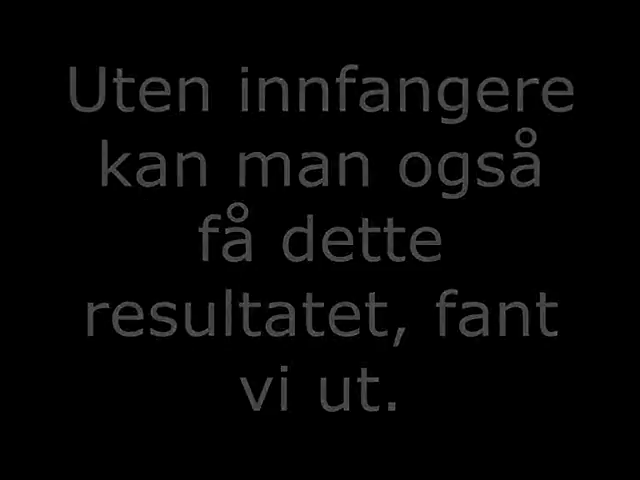 Uten innfangere
kan man også
få dette
resultatet, fant
vi ut.